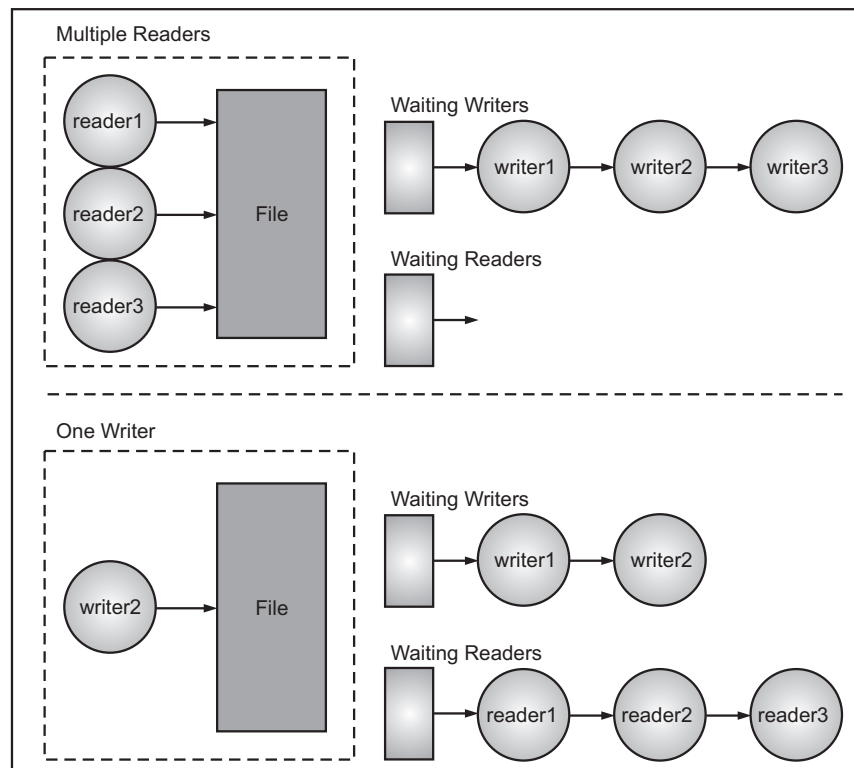 Multiple Readers
reader1
reader2
reader3
File
Waiting Writers
writer1 writer2 writer3
Waiting Readers
One Writer
writer2
File
Waiting Writers
writer1 writer2
Waiting Readers
reader1 reader2 reader3